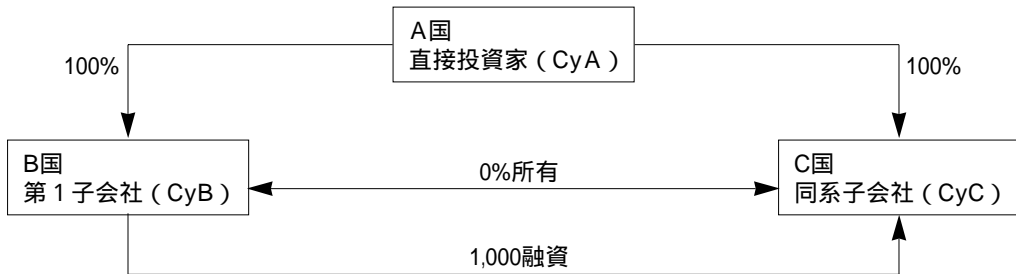 A国
直接投資家（CyA）
100%
100%
B国
第1子会社（CyB）
0%所有
C国
同系子会社（CyC）
1,000融資